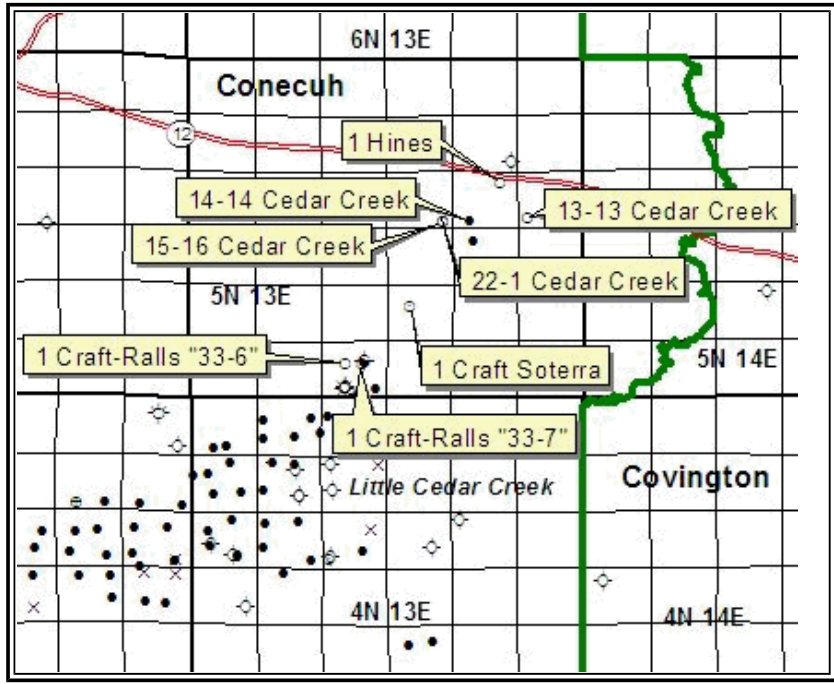 6N 13E
Conecuh
12
1 Hines
14-14 Cedar Creek
13-13 Cedar Creek
15-16 Cedar Creek
22-1 Cedar Creek
5N 13E
1 Craft-Ralls "33-6"
1 Craft Soterra
5N 14E
1 Craft-Ralls "33-7"
Little Cedar Creek
Covington
4N 13E
4N 14E